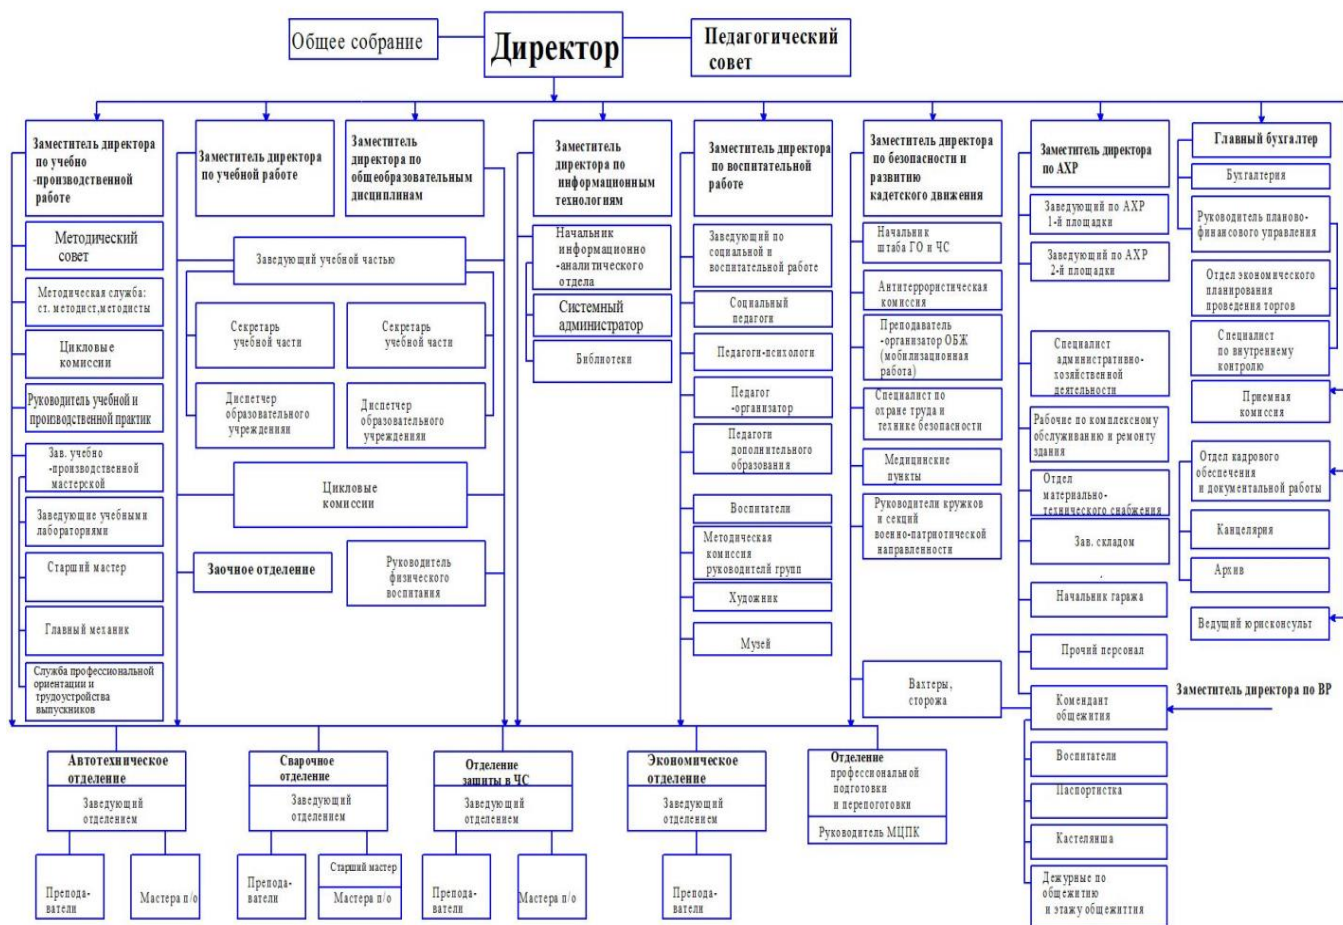 Общее собрание
Директор
Педагогический
совет
Заместитель директора
по учебно
-производственной
работе
Методический
совет
Методическая служба:
ст. методист,методисты
Цикловые
комиссии
Руководитель учебной и
производственной практик
Зав. учебно
-производственной
мастерской
Заведующие учебными
лабораториями
Старший мастер
Главный механик
Служба профессиональной
ориентации и
трудоустройства
выпускников
Заместитель директора
по учебной работе
Заместитель
директора по
общеобразовательным
дисциплинам
Заведующий учебной частью
Секретарь
учебной части
Секретарь
учебной части
Диспетчер
образовательного
учрежденияи
Диспетчер
образовательного
учрежденияи
Цикловые
комиссии
Заочное отделение
Руководитель
физического
воспитания
Заместитель
директора по
информационным
технологиям
Начальник
информационно
-аналитического
отдела
Системный
администратор
Библиотеки
Заместитель директора
по воспитательной
работе
Заведующий по
социальной и
воспитательной работе
Социальный
педагоги
Педагоги-психологи
Педагог
-организатор
Педагоги
дополнительного
образования
Воспитатели
Методическая
комиссия
руководителй групп
Художник
Музей
Заместитель директора
по безопасности и
развитию
кадетского движения
Начальник
штаба ГО и ЧС
Антитеррористическая
комиссия
Преподаватель
-организатор ОБЖ
(мобилизационная
работа)
Специалист по
охране труда и
технике безопасности
Медицинские
пункты
Руководители кружков
и секций
военно-патриотической
направленности
Вахтеры,
сторожа
Заместитель директора
по АХР
Заведующий по АХР
1-й площадки
Заведующий по АХР
2-й площадки
Специалист
административно-
хозяйственной
деятельности
Рабочие по комплексному
обслуживанию и ремонту
здания
Отдел
материально-
технического снабжения
Зав. складом
.
Начальник гаража
Прочий персонал
Комендант
общежития
Воспитатели
Паспортистка
Кастелянша
Дежурные по
общежитию
и этажу общежиттия
Главный бухгалтер
Бухгалтерия
Руководитель планово-
финансового управления
Отдел экономического
планирования
проведения торгов
Специалист
по внутреннему
контролю
Приемная
комиссия
Отдел кадрового
обеспечения
и документальной работы
Канцелярия
Архив
Ведущий юрисконсульт
Заместитель директора по ВР
Автотехническое
отделение
Заведующий
отделением
Препода-
ватели
Мастера п/о
Сварочное
отделение
Заведующий
отделением
Препода-
ватели
Старший мастер
Мастера п/о
Отделение
зашиты в ЧС
Заведующий
отделением
Препода-
ватели
Мастера п/о
Экономическое
отделение
Заведующий
отделением
Препода-
ватели
Отделение
профессиональной
подготовки
и перепоготовки
Руководитель МЦПК